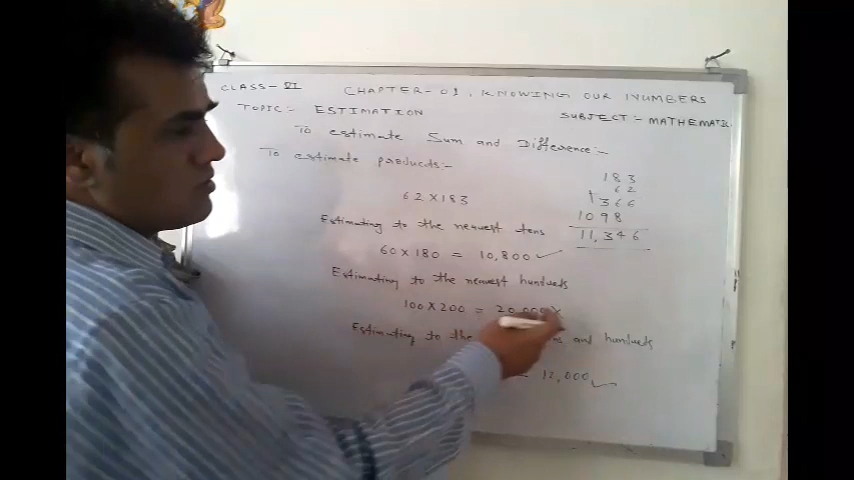 CLASS- VI CHAPTER-01. KNOWING OUR NUMBERS
TOPIC:- ESTIMATION SUBJECT:- MATHEMATIC
To estimate Sum and Difference:-
To estimate products:-
62 X 183
Estimating to the nearest tens
60 X 180 = 10,800 ✓
Estimating to the nearest hundreds
100 X 200 = 20,000 X
Estimating to the and hundreds
12,000 ✓
183
62
+ 366
1098
11,346